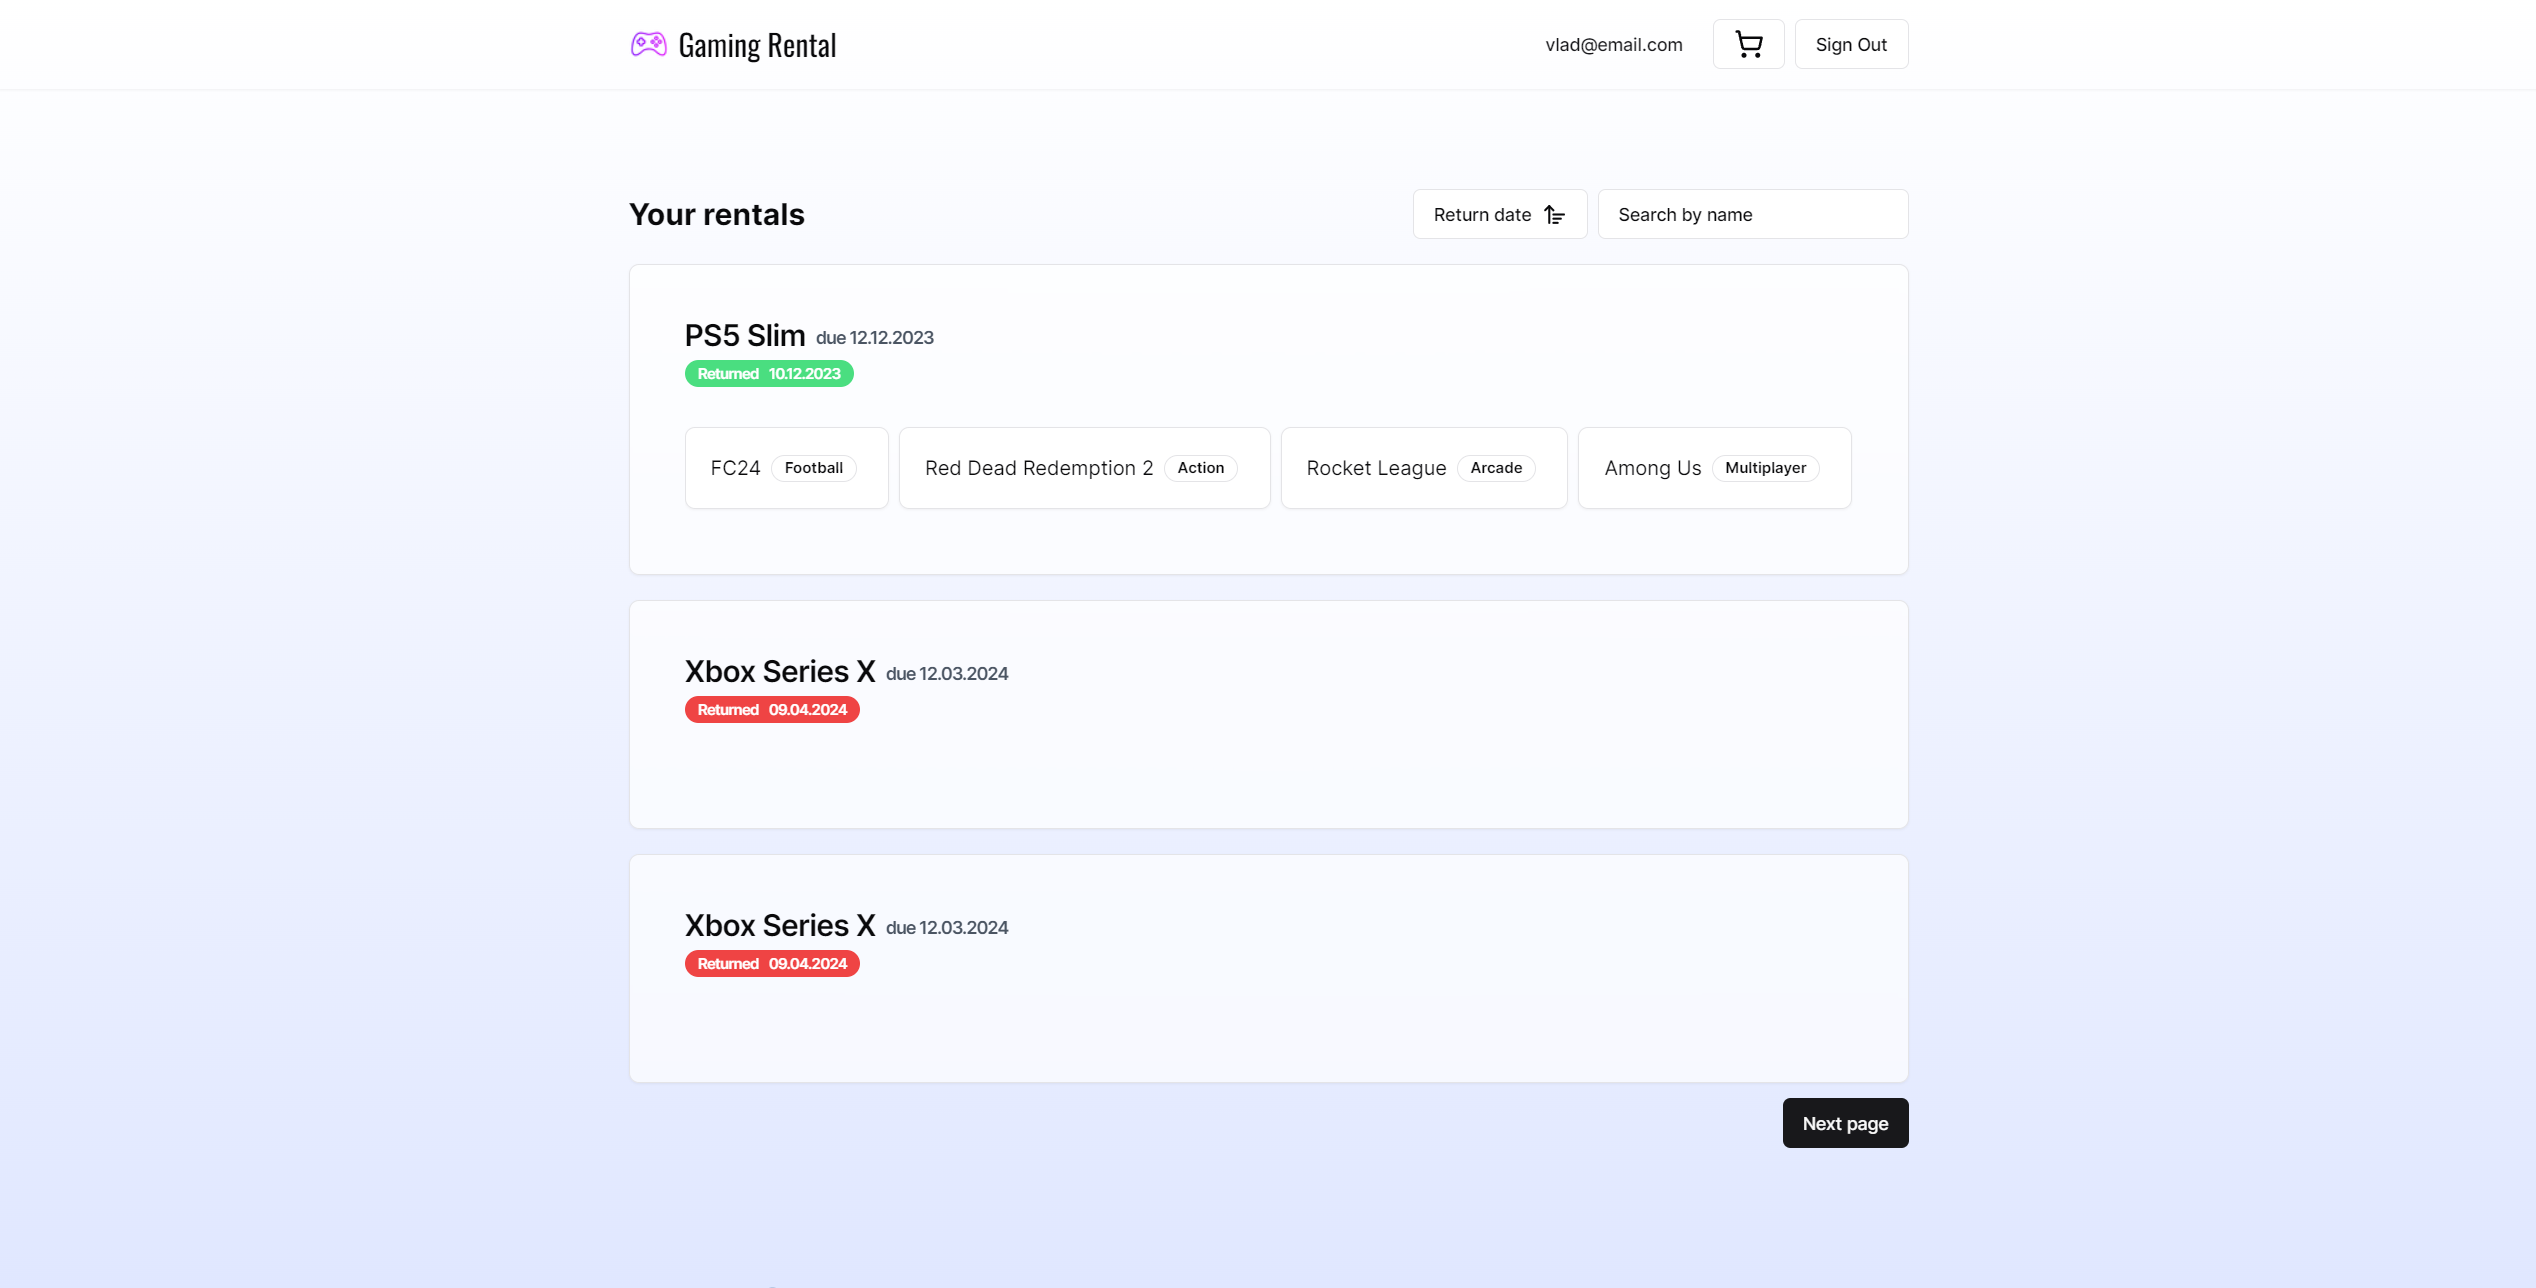 Gaming Rental
vlad@email.com
Sign Out
Your rentals
Return date
Search by name
PS5 Slim due 12.12.2023
Returned 10.12.2023
FC24 Football
Red Dead Redemption 2 Action
Rocket League Arcade
Among Us Multiplayer
Xbox Series X due 12.03.2024
Returned 09.04.2024
Xbox Series X due 12.03.2024
Returned 09.04.2024
Next page